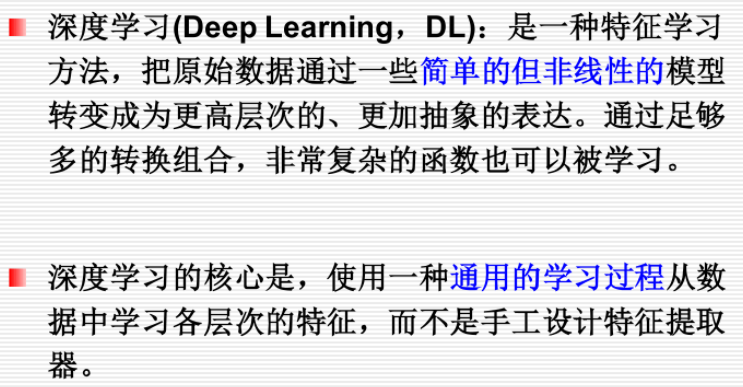 深度学习(Deep Learning，DL)：是一种特征学习
方法，把原始数据通过一些简单的但非线性的模型
转变成为更高层次的、更加抽象的表达。通过足够
多的转换组合，非常复杂的函数也可以被学习。
深度学习的核心是，使用一种通用的学习过程从数
据中学习各层次的特征，而不是手工设计特征提取
器。